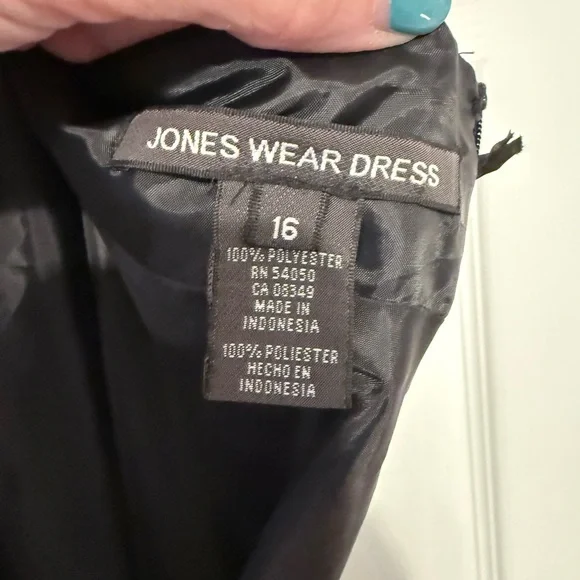 JONES WEAR DRESS
16
100% POLYESTER
RN 54050
CA 08349
MADE IN
INDONESIA
100% POLIESTER
HECHO EN
INDONESIA